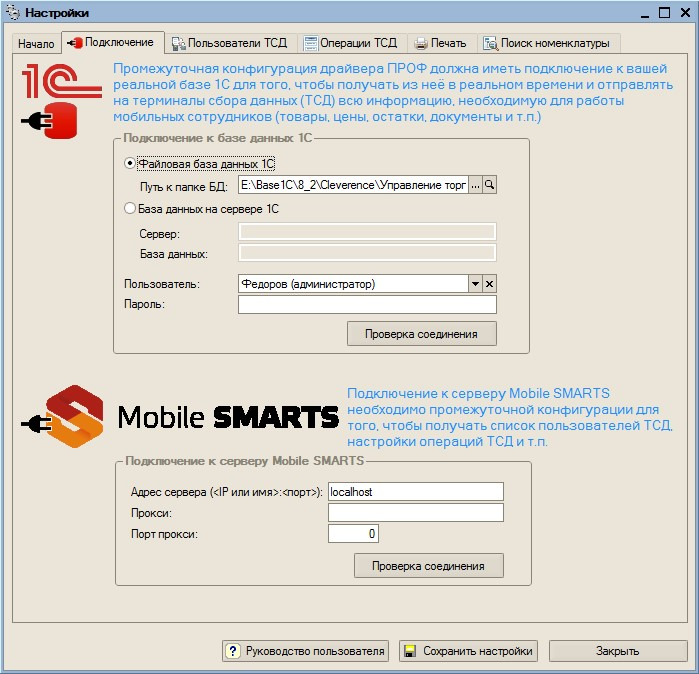 Настройки
Начало Подключение Пользователи ТСД Операции ТСД Печать Поиск номенклатуры
1С
Промежуточная конфигурация драйвера ПРОФ должна иметь подключение к вашей
реальной базе 1С для того, чтобы получать из неё в реальном времени и отправлять
на терминалы сбора данных (ТСД) всю информацию, необходимую для работы
мобильных сотрудников (товары, цены, остатки, документы и т.п.)
Подключение к базе данных 1С
Файловая база данных 1С
Путь к папке БД: E:\Base1C\8_2\Cleverence\Управление торг ...
База данных на сервере 1С
Сервер:
База данных:
Пользователь: Федоров (администратор)
Пароль:
Проверка соединения
Mobile SMARTS
Подключение к серверу Mobile SMARTS
необходимо промежуточной конфигурации для
того, чтобы получать список пользователей ТСД,
настройки операций ТСД и т.п.
Подключение к серверу Mobile SMARTS
Адрес сервера (<IP или имя>:<порт>): localhost
Прокси:
Порт прокси: 0
Проверка соединения
? Руководство пользователя Сохранить настройки Закрыть